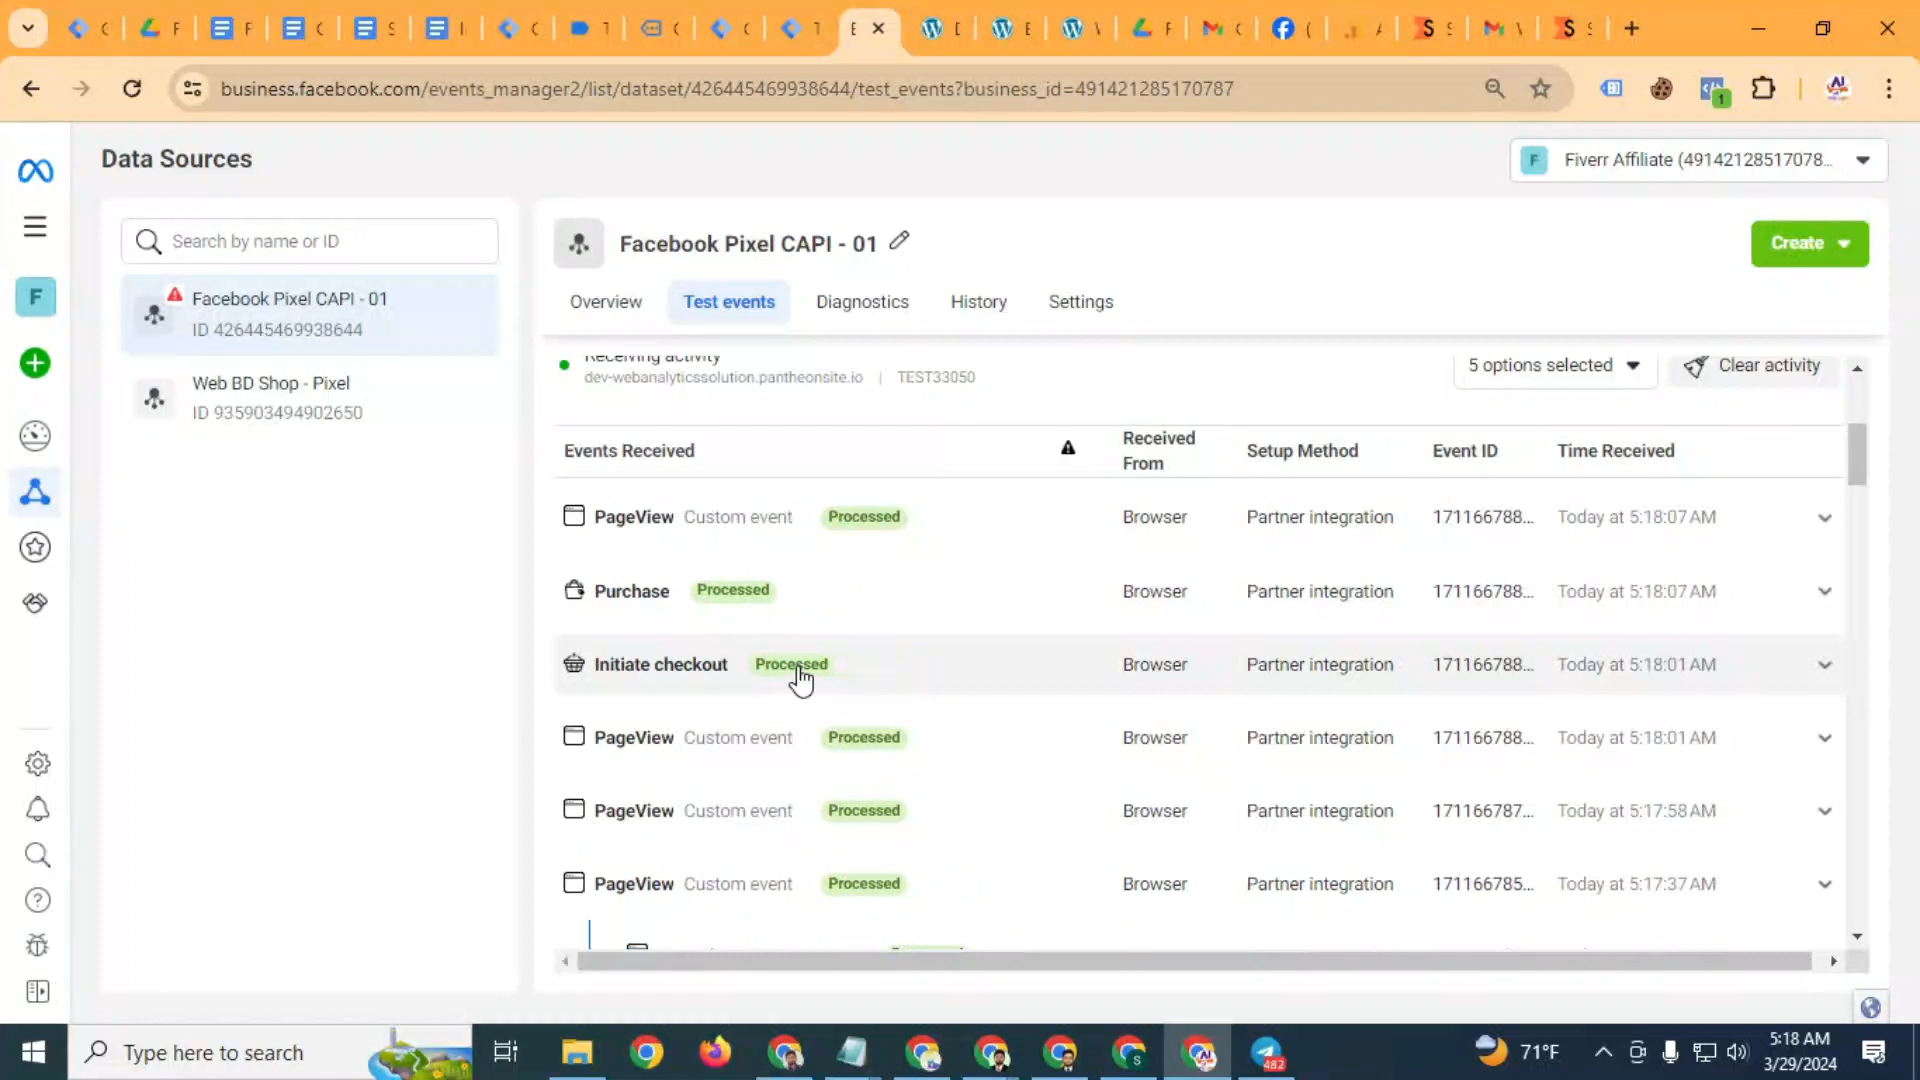 C
F
F
C
S
I
C
T
C
C
T
E
D
E
V
F
C
(
A
S
V
S
business.facebook.com/events_manager2/list/dataset/426445469938644/test_events?business_id=491421285170787
1
Data Sources
F
Fiverr Affiliate (49142128517078...
Search by name or ID
F
Facebook Pixel CAPI - 01
ID 426445469938644
Web BD Shop - Pixel
ID 935903494902650
Facebook Pixel CAPI - 01
Create
Overview
Test events
Diagnostics
History
Settings
Receiving activity
dev-webanalyticssolution.pantheonsite.io | TEST33050
5 options selected
Clear activity
Events Received
Received From
Setup Method
Event ID
Time Received
PageView Custom event Processed Browser Partner integration 171166788... Today at 5:18:07 AM
Purchase Processed Browser Partner integration 171166788... Today at 5:18:07 AM
Initiate checkout Processed Browser Partner integration 171166788... Today at 5:18:01 AM
PageView Custom event Processed Browser Partner integration 171166788... Today at 5:18:01 AM
PageView Custom event Processed Browser Partner integration 171166787... Today at 5:17:58 AM
PageView Custom event Processed Browser Partner integration 171166785... Today at 5:17:37 AM
Type here to search
S
482
71°F
5:18 AM
3/29/2024